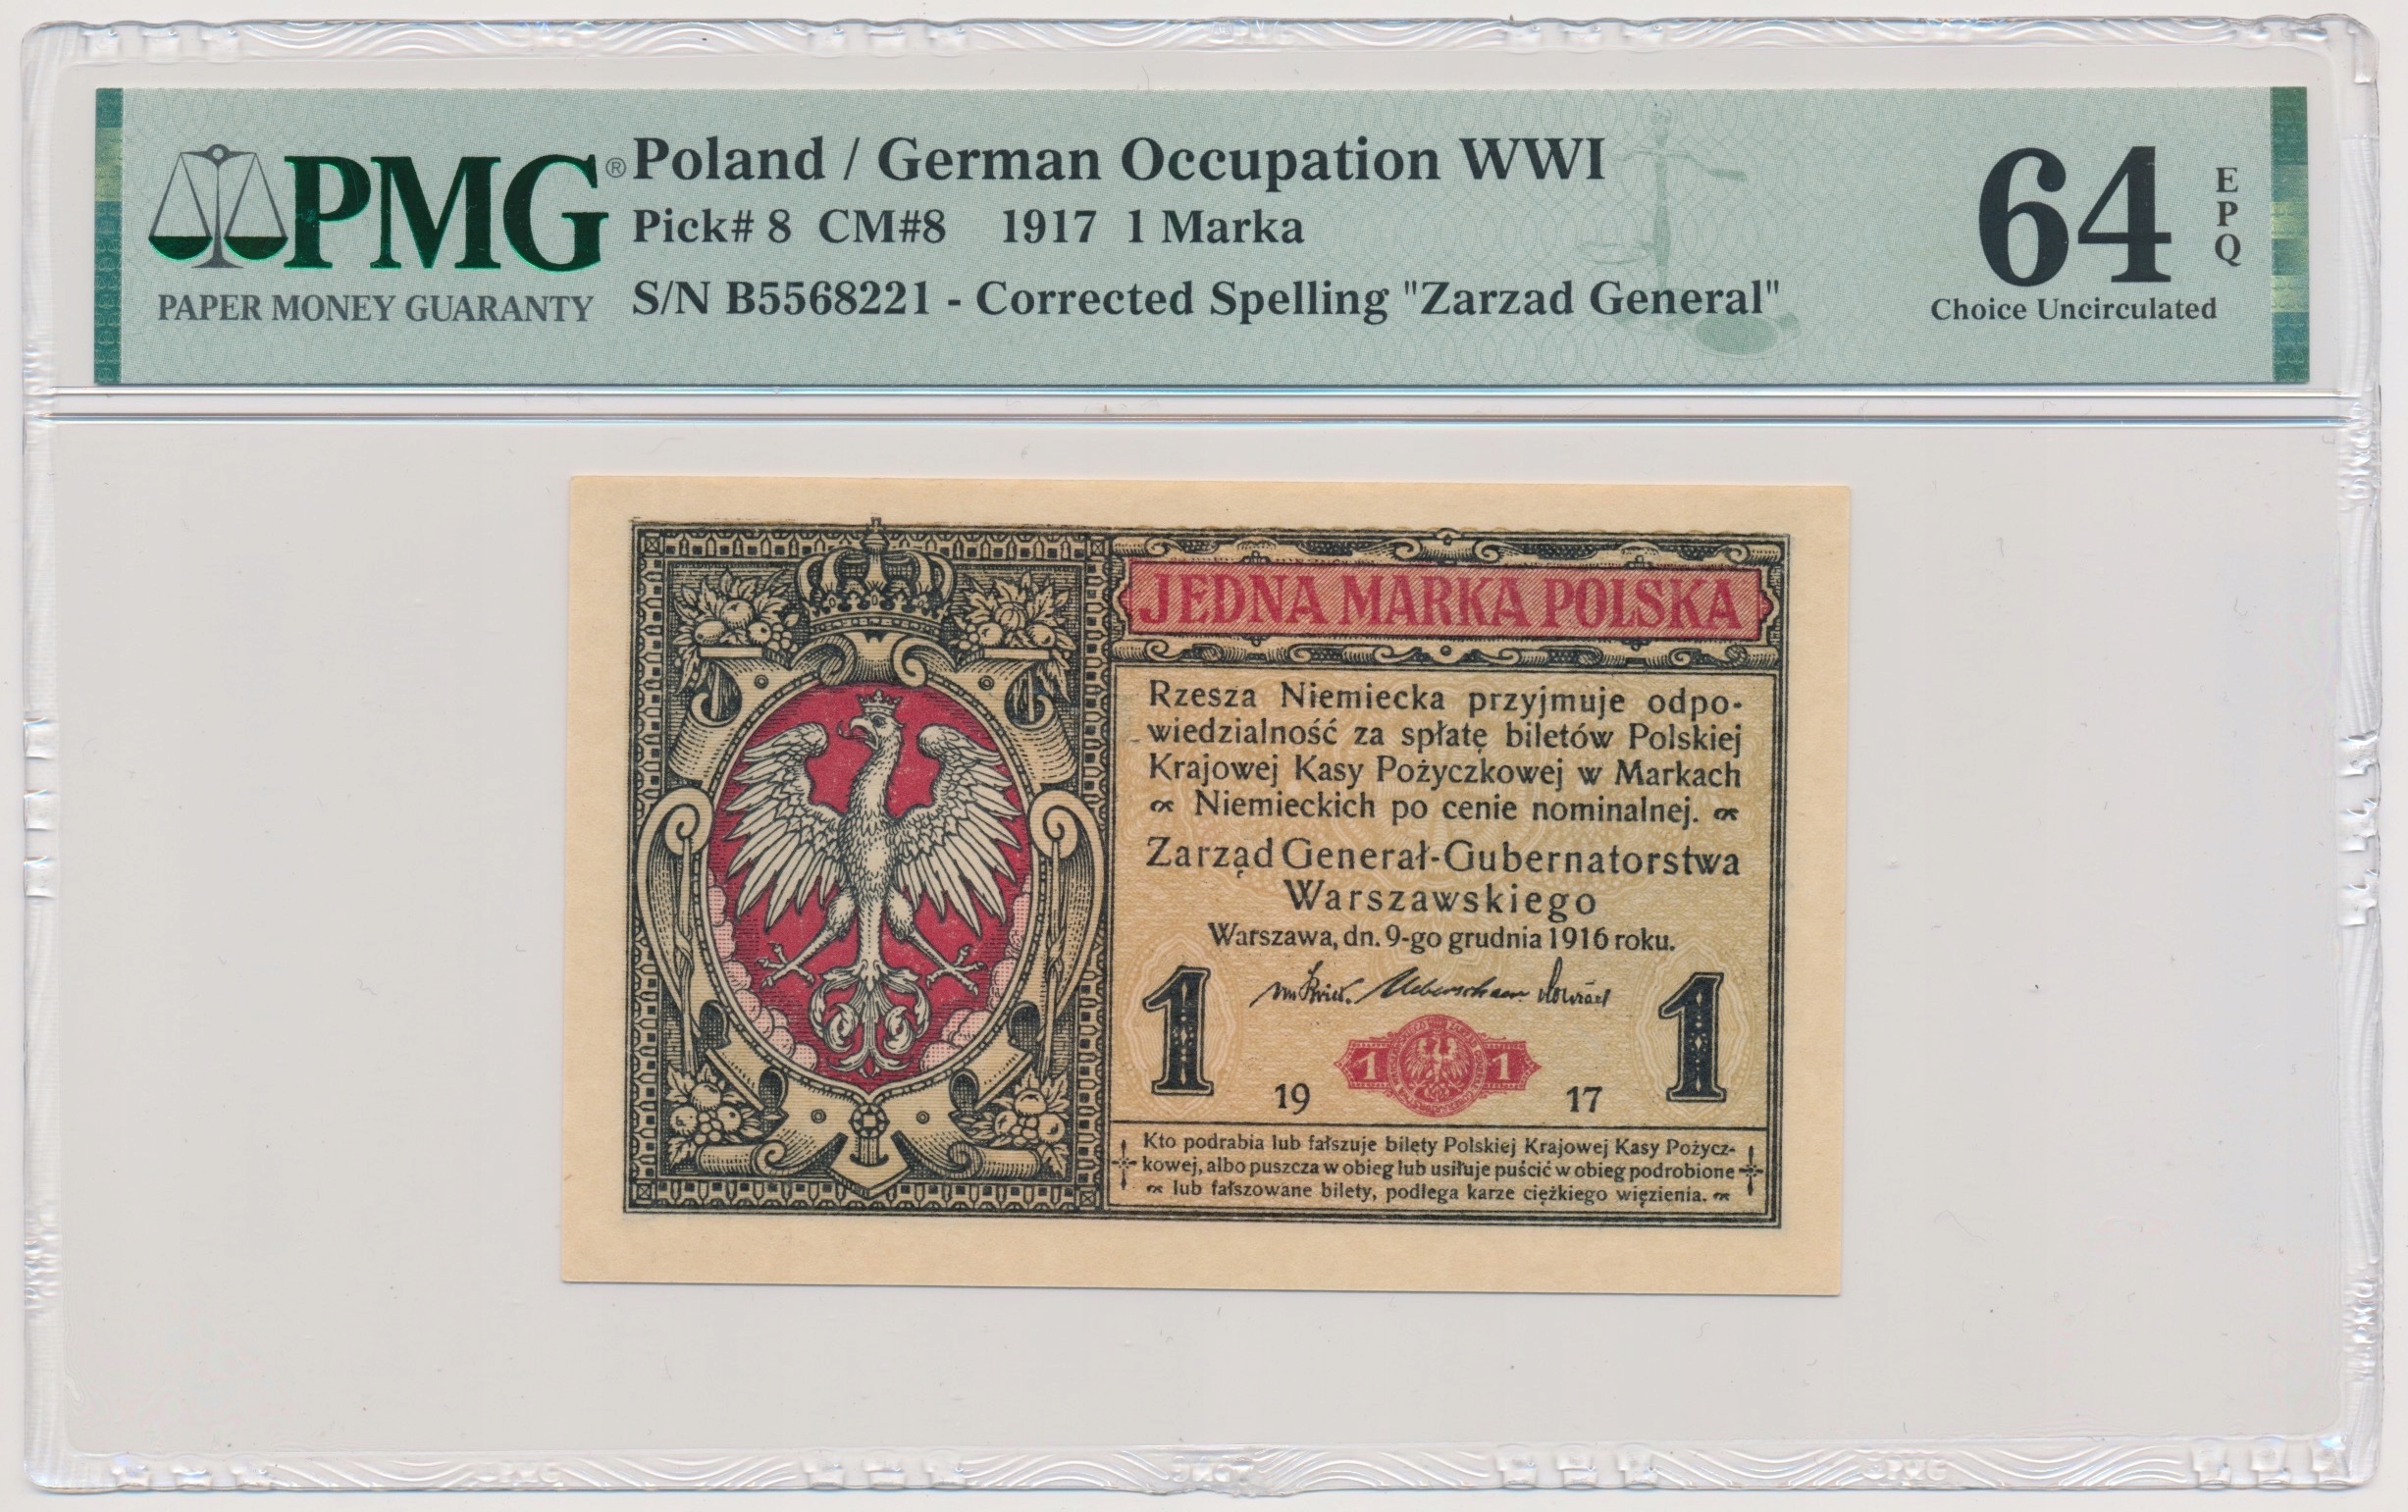 PMG®
PAPER MONEY GUARANTY
Poland / German Occupation WWI
Pick# 8 CM#8 1917 1 Marka
S/N B5568221 - Corrected Spelling "Zarzad General"
64
EPQ
Choice Uncirculated
JEDNA MARKA POLSKA
Rzesza Niemiecka przyjmuje odpo-
wiedzialność za spłatę biletów Polskiej
Krajowej Kasy Pożyczkowej w Markach
Niemieckich po cenie nominalnej.
Zarząd Generał-Gubernatorstwa
Warszawskiego
Warszawa, dn. 9-go grudnia 1916 roku.
1 1
1 1
19 17
Kto podrabia lub fałszuje bilęty Polskiej Krajowej Kasy Pożycz-
kowej, albo puszcza w obieg lub usiłuje puścić w obieg podrobione
lub fałszowane bilety, podlega karze ciężkiego więzienia.